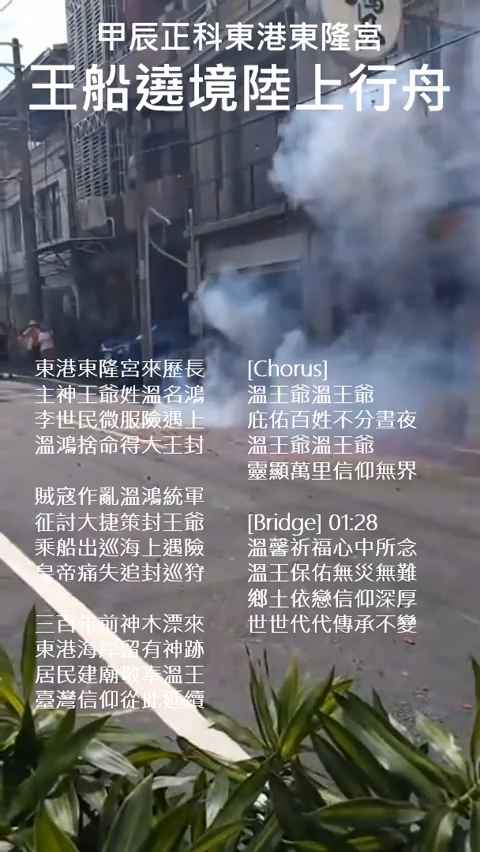 甲辰正科東港東隆宮
王船遶境陸上行舟
東港東隆宮來歷長
主神王爺姓溫名鴻
李世民微服險遇上
溫鴻捨命得大王封
賊寇作亂溫鴻統軍
征討大捷策封王爺
乘船出巡海上遇險
皇帝痛失追封巡狩
三百年前神木漂來
東港海岸留有神跡
居民建廟敬奉溫王
臺灣信仰從此延續
[Chorus]
溫王爺溫王爺
庇佑百姓不分晝夜
溫王爺溫王爺
靈顯萬里信仰無界
[Bridge] 01:28
溫馨祈福心中所念
溫王保佑無災無難
鄉土依戀信仰深厚
世世代代傳承不變